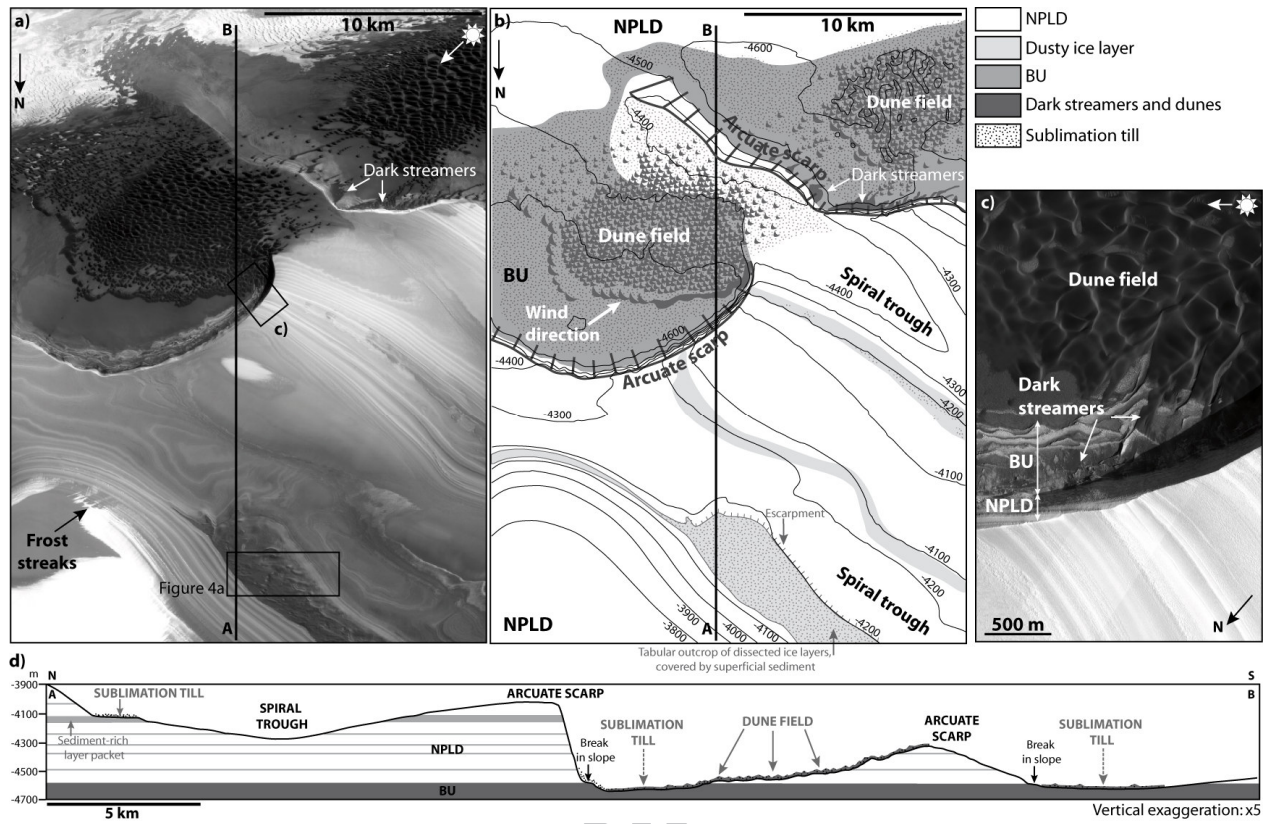 a)
B
10 km
N
Dark streamers
c)
Frost
streaks
Figure 4a
A
b)
NPLD
B
10 km
-4600
-4500
N
Dune field
-4400
Arcuate scarp
Dark streamers
Dune field
BU
Spiral trough
-4300
-4400
Wind
direction
-4600
Arcuate scarp
-4400
-4300
-4300
-4200
-4100
Escarpment
-4100
-4200
Spiral trough
NPLD
-3800
-3900
-4000
-4100
A
-4200
Tabular outcrop of dissected ice layers,
covered by superficial sediment
NPLD
Dusty ice layer
BU
Dark streamers and dunes
Sublimation till
c)
Dune field
Dark
streamers
BU
NPLD
500 m
N
d)
m
N
S
-3900
-4100
-4300
-4500
-4700
A
B
SUBLIMATION TILL
SPIRAL
TROUGH
Sediment-rich
layer packet
NPLD
BU
ARCUATE SCARP
Break
in slope
SUBLIMATION
TILL
DUNE FIELD
ARCUATE
SCARP
Break
in slope
SUBLIMATION
TILL
5 km
Vertical exaggeration: x5